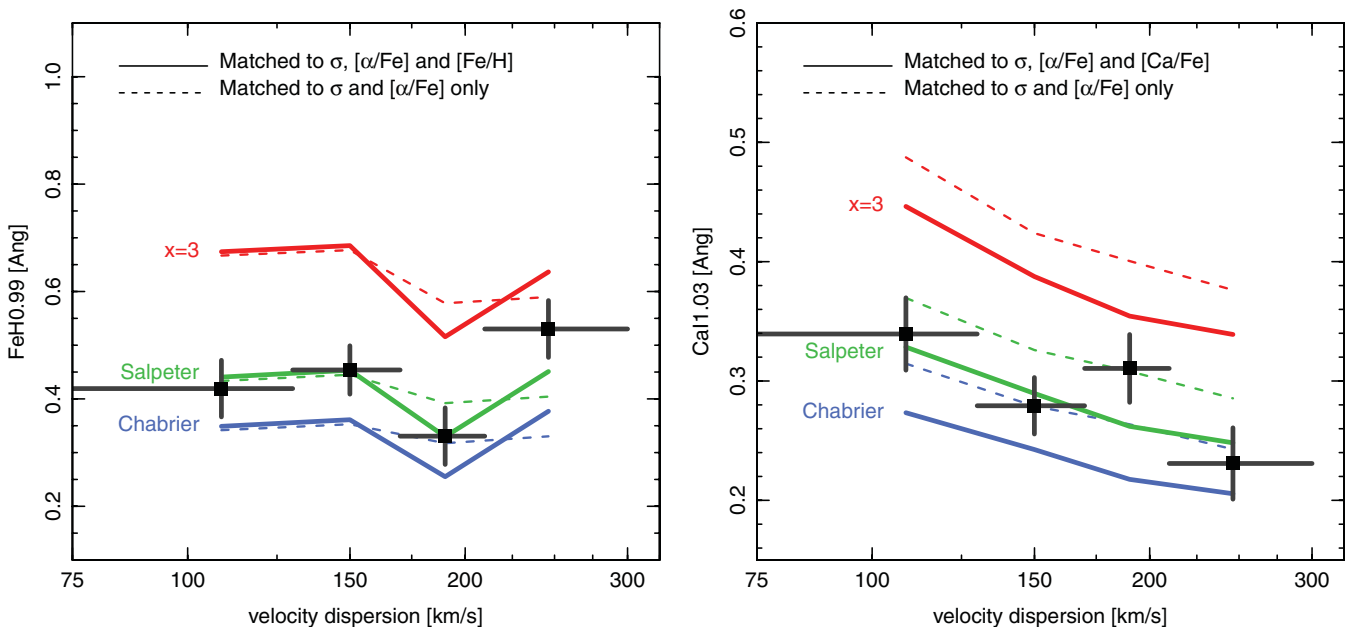 Matched to σ, [α/Fe] and [Fe/H]
Matched to σ and [α/Fe] only
x=3
Salpeter
Chabrier
FeH0.99 [Ang]
0.2
0.4
0.6
0.8
1.0
75
100
150
200
300
velocity dispersion [km/s]
Matched to σ, [α/Fe] and [Ca/Fe]
Matched to σ and [α/Fe] only
x=3
Salpeter
Chabrier
CaI1.03 [Ang]
0.2
0.3
0.4
0.5
0.6
75
100
150
200
300
velocity dispersion [km/s]